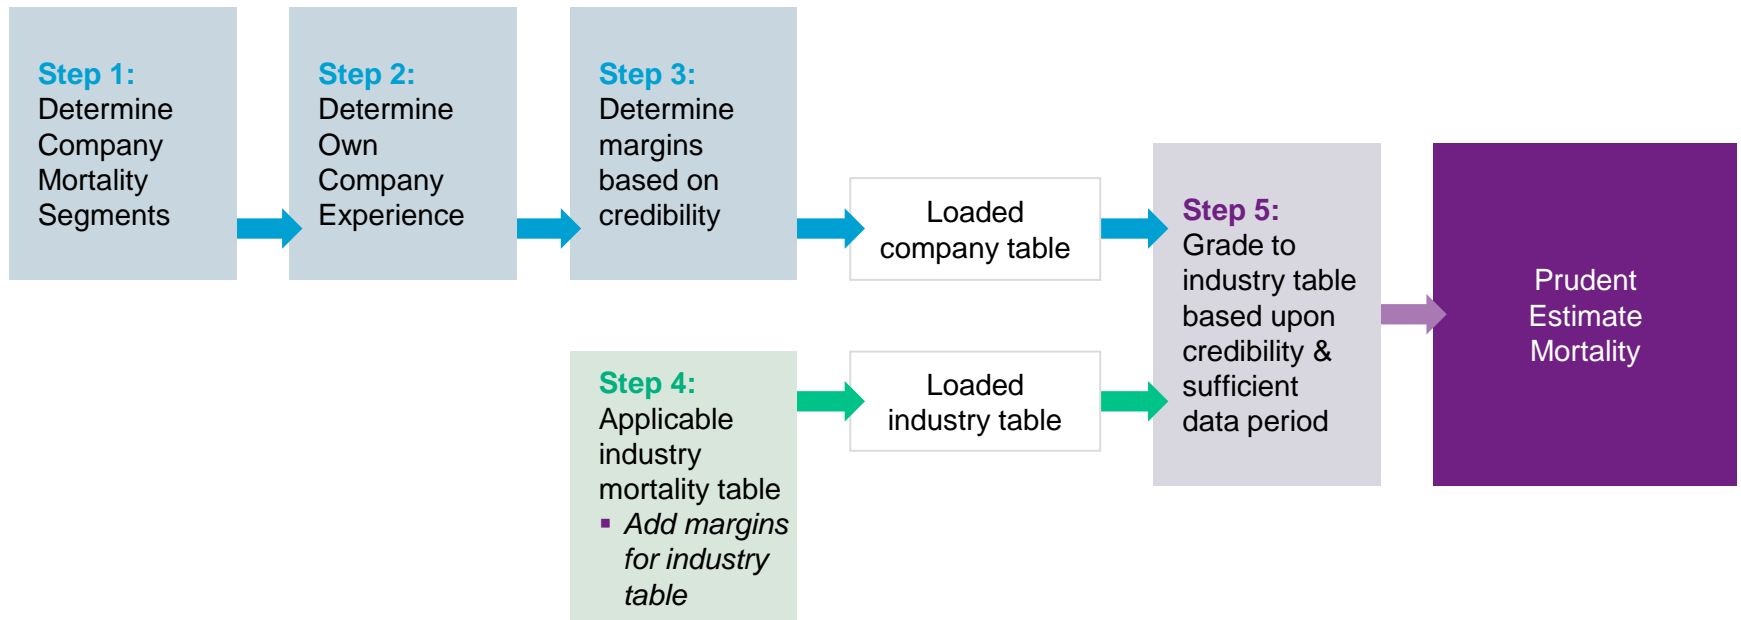 Step 1:
Determine
Company
Mortality
Segments
Step 2:
Determine
Own
Company
Experience
Step 3:
Determine
margins
based on
credibility
Loaded
company table
Step 4:
Applicable
industry
mortality table
▪ Add margins
for industry
table
Loaded
industry table
Step 5:
Grade to
industry table
based upon
credibility &
sufficient
data period
Prudent
Estimate
Mortality